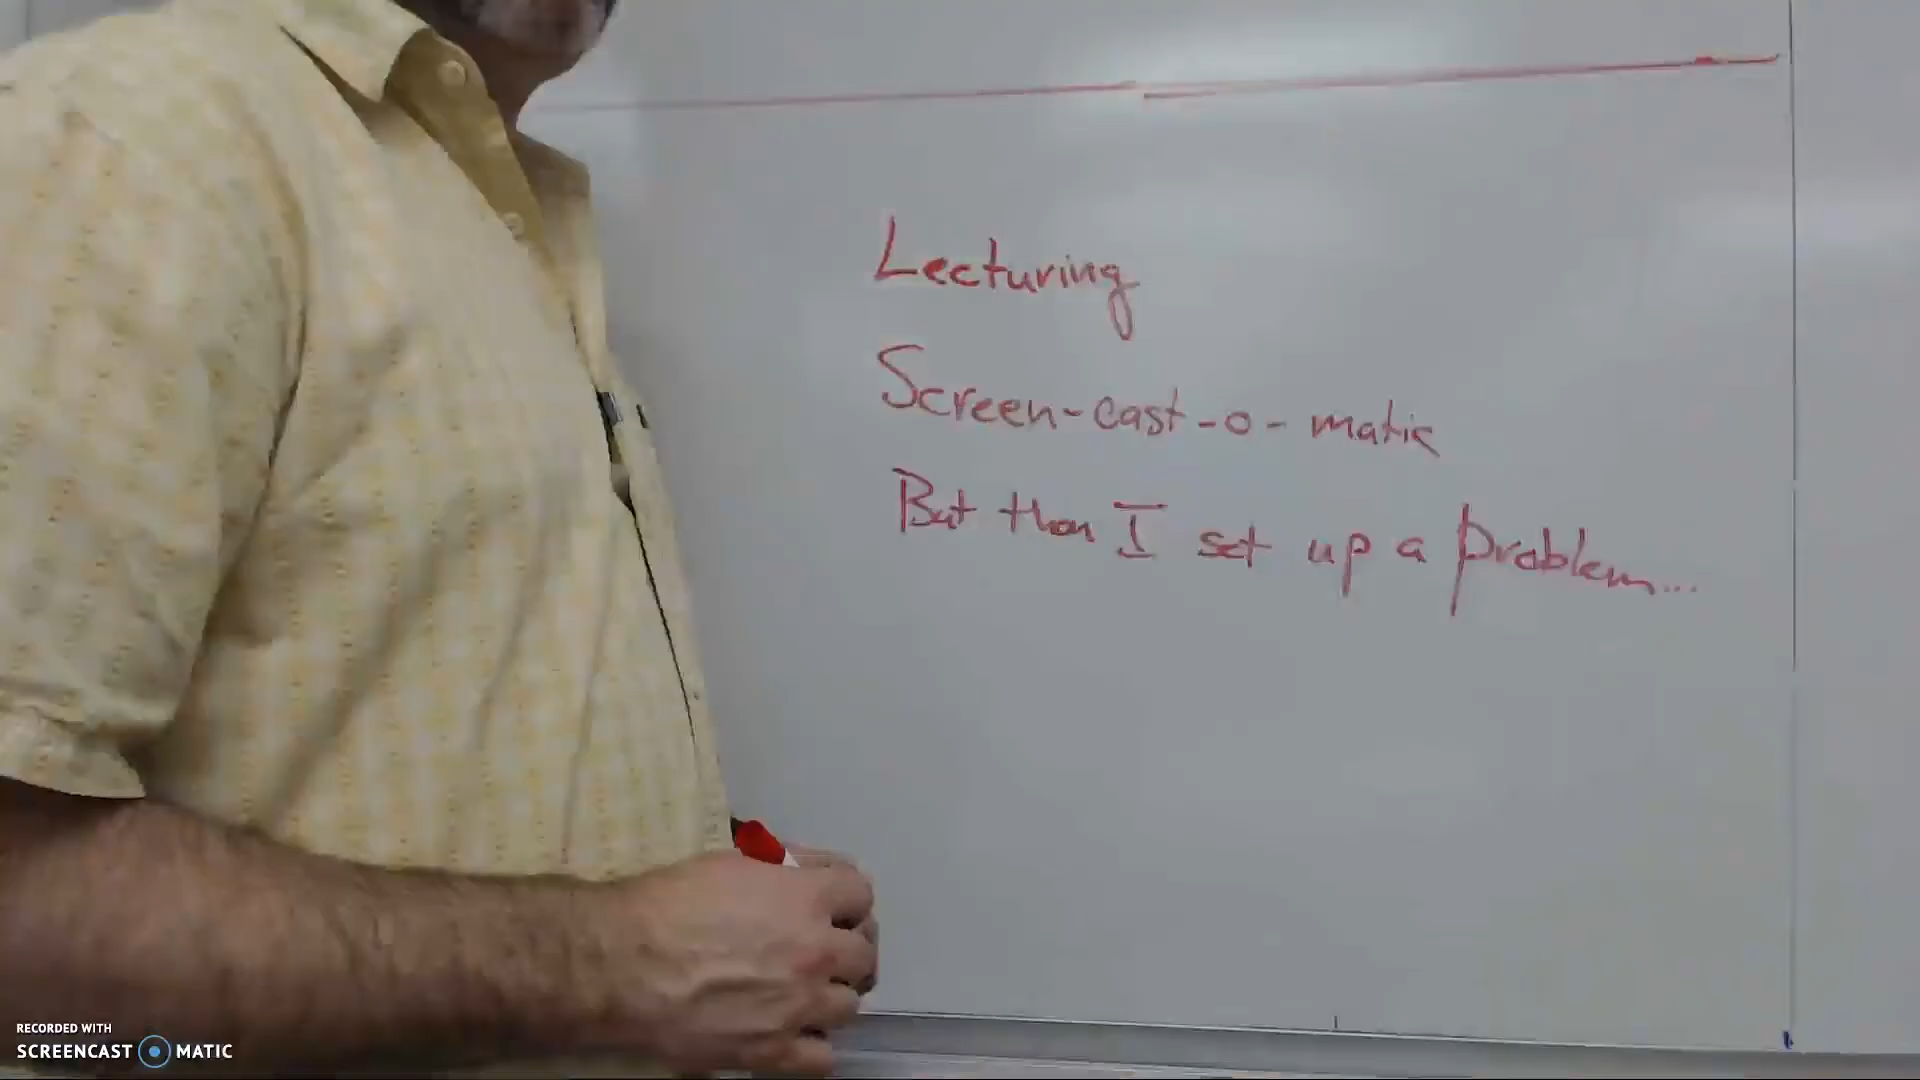 Lecturing
Screen-cast-o-matic
But then I set up a problem...
RECORDED WITH
SCREENCAST MATIC